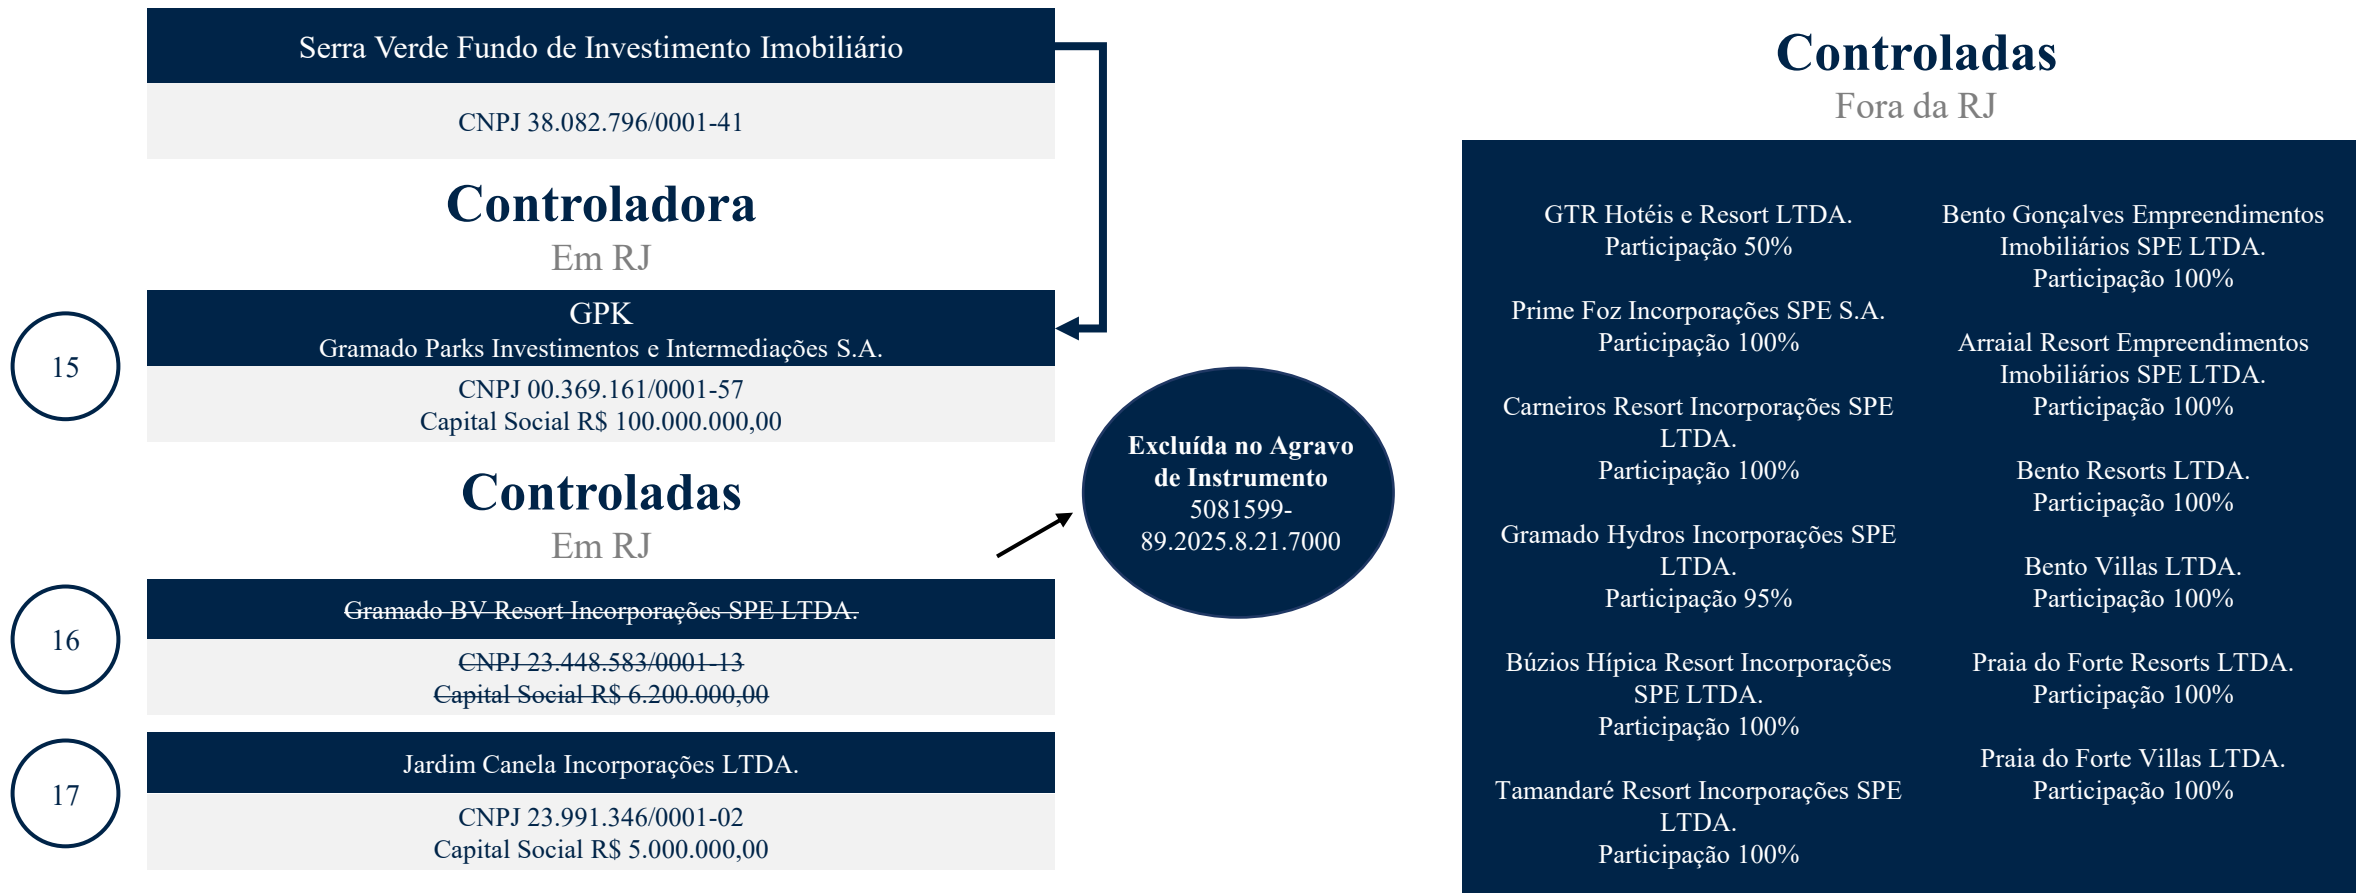 Serra Verde Fundo de Investimento Imobiliário
CNPJ 38.082.796/0001-41
Controladora
Em RJ
15
GPK
Gramado Parks Investimentos e Intermediações S.A.
CNPJ 00.369.161/0001-57
Capital Social R$ 100.000.000,00
Controladas
Em RJ
Excluída no Agravo
de Instrumento
5081599-
89.2025.8.21.7000
16
Gramado BV Resort Incorporações SPE LTDA.
CNPJ 23.448.583/0001-13
Capital Social R$ 6.200.000,00
17
Jardim Canela Incorporações LTDA.
CNPJ 23.991.346/0001-02
Capital Social R$ 5.000.000,00
Controladas
Fora da RJ
GTR Hotéis e Resort LTDA.
Participação 50%
Prime Foz Incorporações SPE S.A.
Participação 100%
Carneiros Resort Incorporações SPE
LTDA.
Participação 100%
Gramado Hydros Incorporações SPE
LTDA.
Participação 95%
Búzios Hípica Resort Incorporações
SPE LTDA.
Participação 100%
Tamandaré Resort Incorporações SPE
LTDA.
Participação 100%
Bento Gonçalves Empreendimentos
Imobiliários SPE LTDA.
Participação 100%
Arraial Resort Empreendimentos
Imobiliários SPE LTDA.
Participação 100%
Bento Resorts LTDA.
Participação 100%
Bento Villas LTDA.
Participação 100%
Praia do Forte Resorts LTDA.
Participação 100%
Praia do Forte Villas LTDA.
Participação 100%